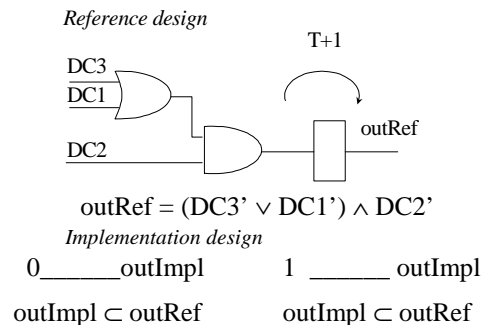 Reference design
T+1
DC3
DC1
outRef
DC2
outRef = (DC3’ ∨ DC1’) ∧ DC2’
Implementation design
0______outImpl 1 ______ outImpl
outImpl ⊂ outRef outImpl ⊂ outRef